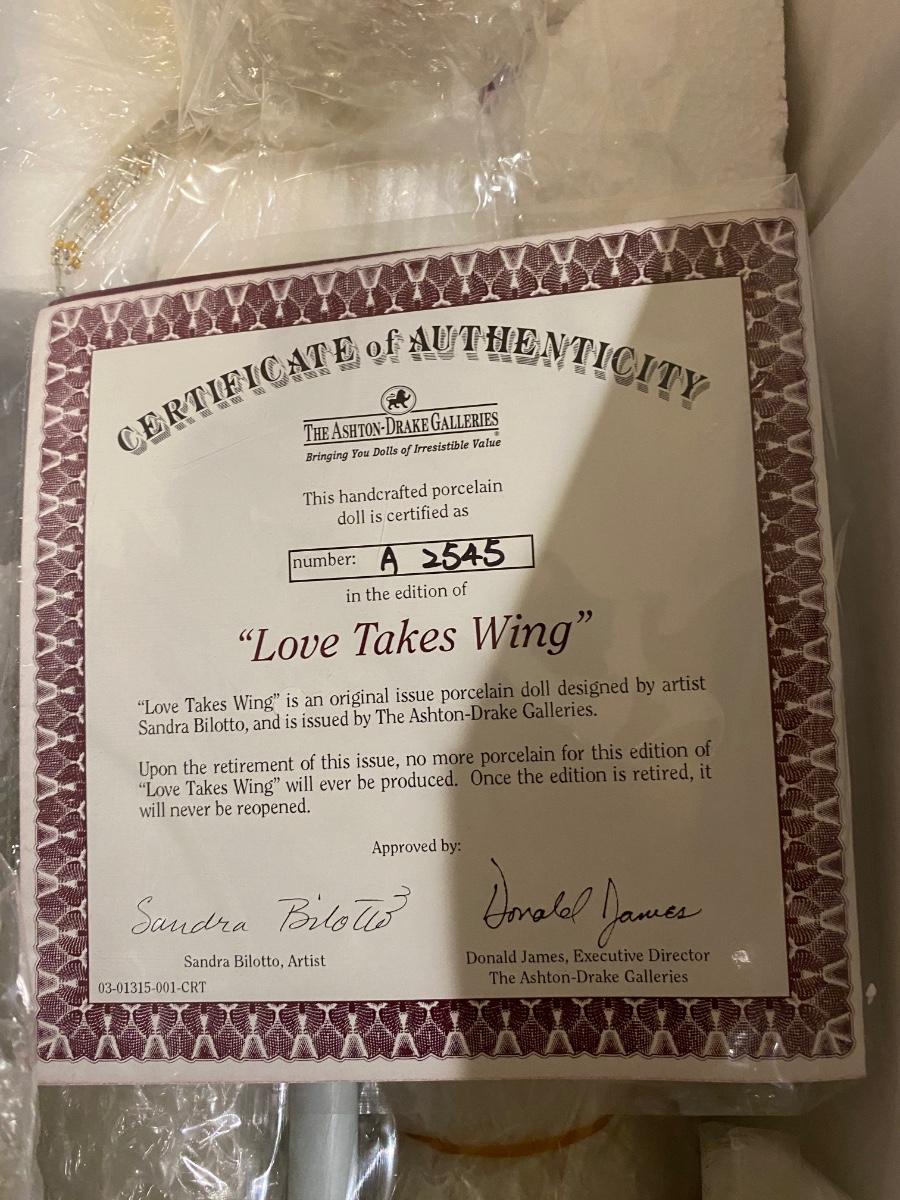 CERTIFICATE of AUTHENTICITY
THE ASHTON-DRAKE GALLERIES®
Bringing You Dolls of Irresistible Value
This handcrafted porcelain
doll is certified as
number: A 2545
in the edition of
“Love Takes Wing”
“Love Takes Wing” is an original issue porcelain doll designed by artist
Sandra Bilotto, and is issued by The Ashton-Drake Galleries.
Upon the retirement of this issue, no more porcelain for this edition of
“Love Takes Wing” will ever be produced. Once the edition is retired, it
will never be reopened.
Approved by:
Sandra Bilotto Donald James
Sandra Bilotto, Artist
Donald James, Executive Director
The Ashton-Drake Galleries
03-01315-001-CRT